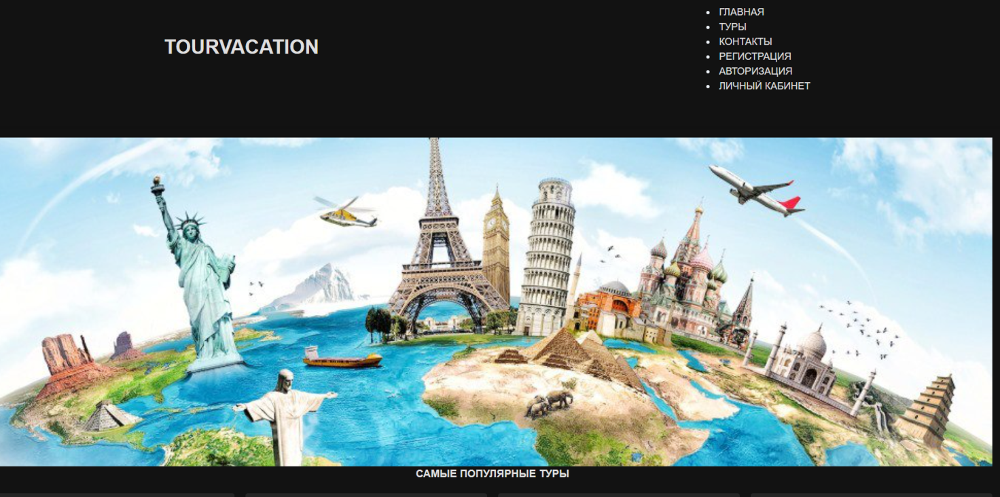 TOURVACATION
ГЛАВНАЯ
ТУРЫ
КОНТАКТЫ
РЕГИСТРАЦИЯ
АВТОРИЗАЦИЯ
ЛИЧНЫЙ КАБИНЕТ
САМЫЕ ПОПУЛЯРНЫЕ ТУРЫ